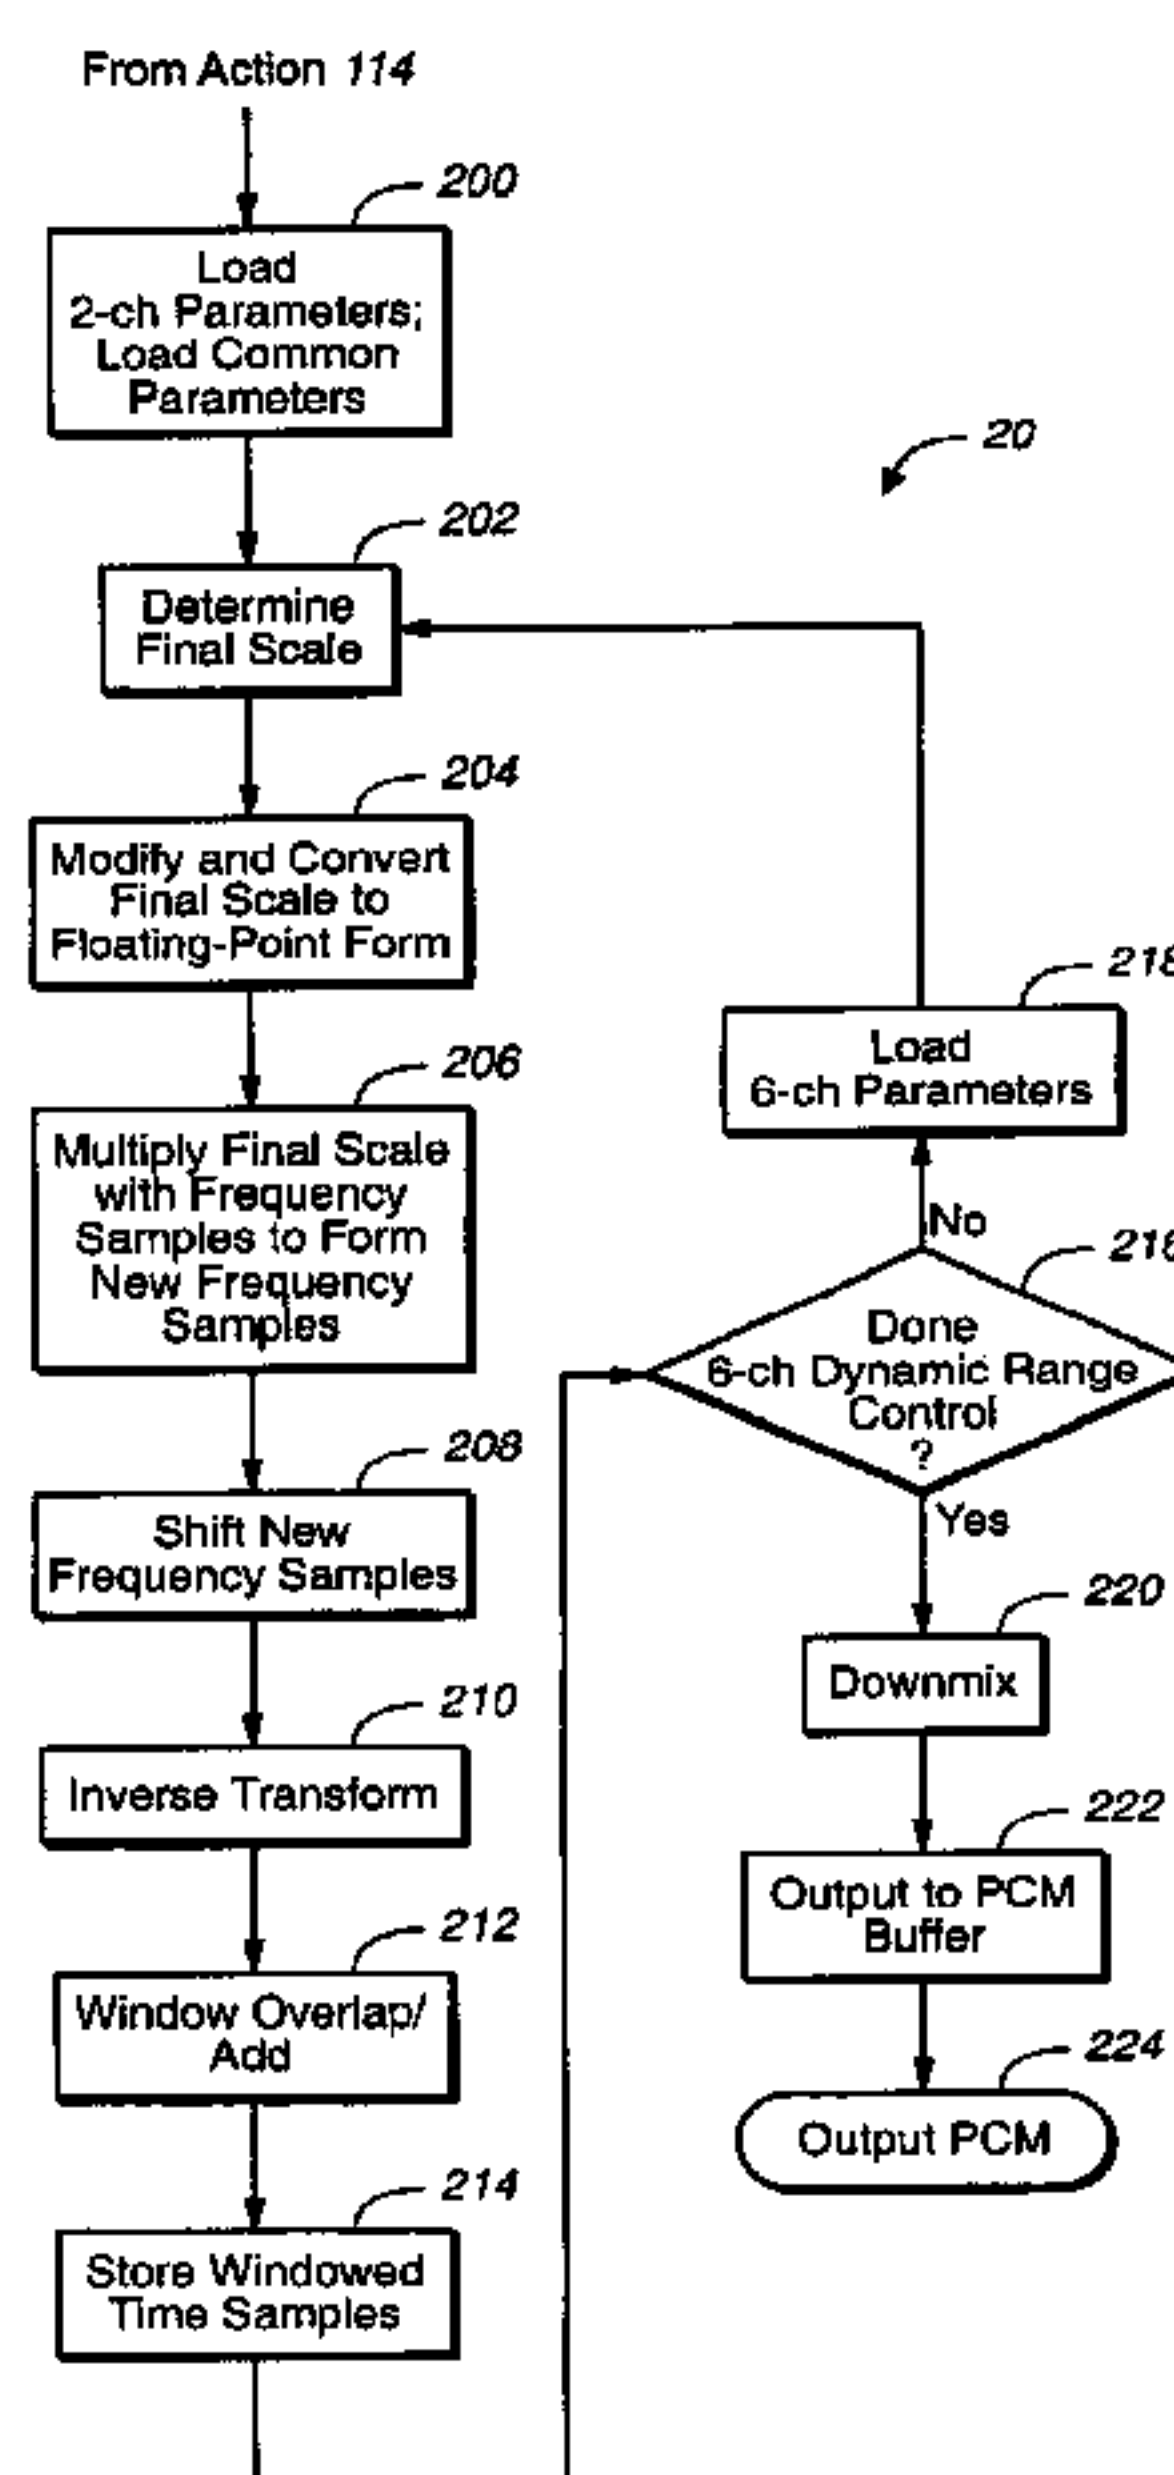 From Action 114
200
Load
2-ch Parameters;
Load Common
Parameters
20
202
Determine
Final Scale
204
Modify and Convert
Final Scale to
Floating-Point Form
206
Multiply Final Scale
with Frequency
Samples to Form
New Frequency
Samples
208
Shift New
Frequency Samples
210
Inverse Transform
212
Window Overlap/
Add
214
Store Windowed
Time Samples
218
Load
6-ch Parameters
No
216
Done
6-ch Dynamic Range
Control
?
Yes
220
Downmix
222
Output to PCM
Buffer
224
Output PCM